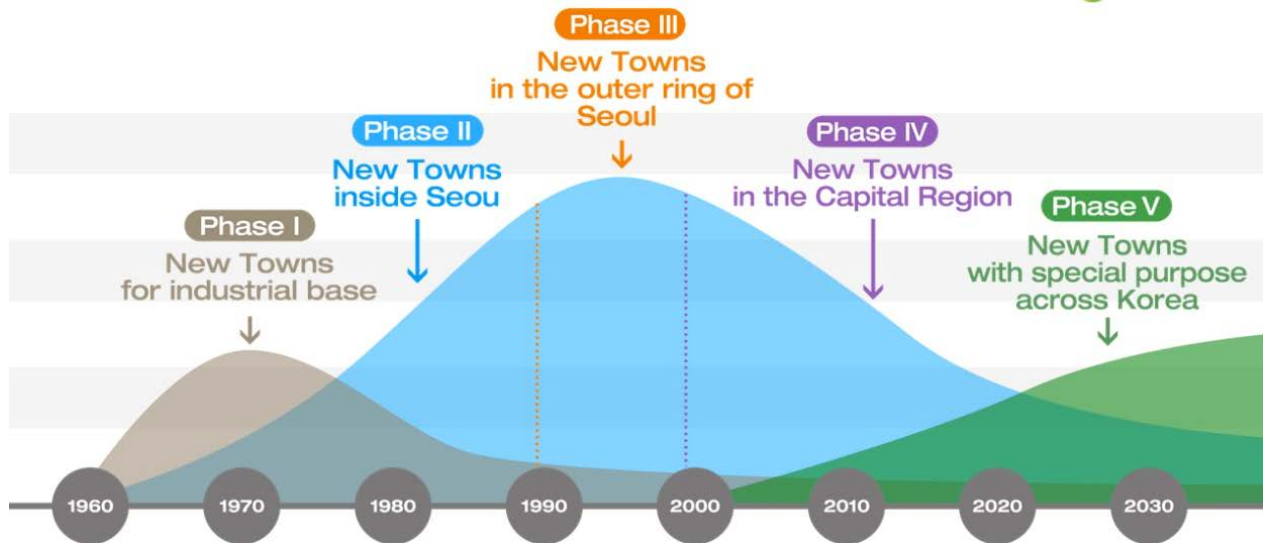 Phase III
New Towns
in the outer ring of
Seoul
Phase II
New Towns
inside Seou
Phase IV
New Towns
in the Capital Region
Phase I
New Towns
for industrial base
Phase V
New Towns
with special purpose
across Korea
1960
1970
1980
1990
2000
2010
2020
2030